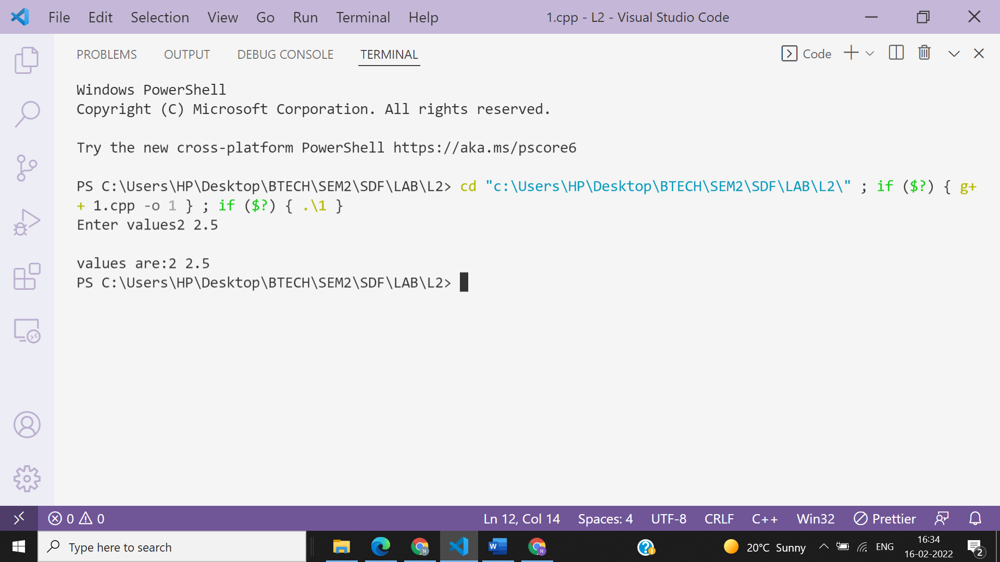 File Edit Selection View Go Run Terminal Help 1.cpp - L2 - Visual Studio Code
PROBLEMS OUTPUT DEBUG CONSOLE TERMINAL Code
Windows PowerShell
Copyright (C) Microsoft Corporation. All rights reserved.
Try the new cross-platform PowerShell https://aka.ms/pscore6
PS C:\Users\HP\Desktop\BTECH\SEM2\SDF\LAB\L2> cd "c:\Users\HP\Desktop\BTECH\SEM2\SDF\LAB\L2\" ; if ($?) { g+
+ 1.cpp -o 1 } ; if ($?) { .\1 }
Enter values2 2.5
values are:2 2.5
PS C:\Users\HP\Desktop\BTECH\SEM2\SDF\LAB\L2>
0 0 Ln 12, Col 14 Spaces: 4 UTF-8 CRLF C++ Win32 Prettier
Type here to search 20°C Sunny ENG 16:34
16-02-2022 2